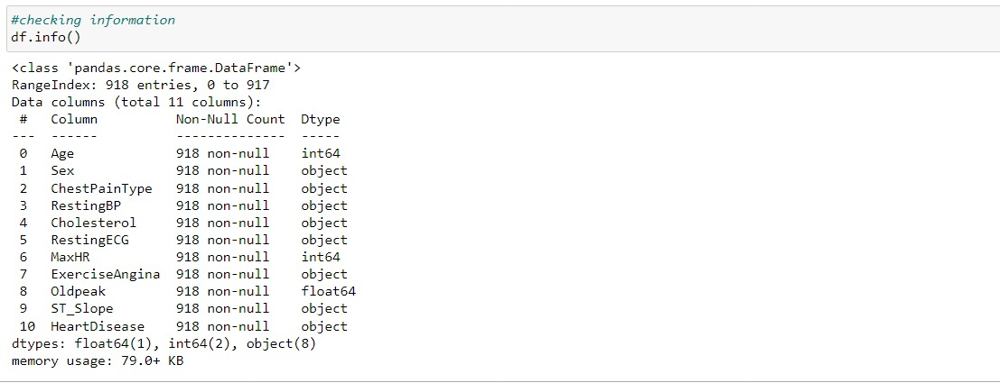 #checking information
df.info()
<class 'pandas.core.frame.DataFrame'>
RangeIndex: 918 entries, 0 to 917
Data columns (total 11 columns):
 #   Column          Non-Null Count  Dtype
---  ------          --------------  -----
 0   Age             918 non-null    int64
 1   Sex             918 non-null    object
 2   ChestPainType   918 non-null    object
 3   RestingBP       918 non-null    object
 4   Cholesterol     918 non-null    object
 5   RestingECG      918 non-null    object
 6   MaxHR           918 non-null    int64
 7   ExerciseAngina  918 non-null    object
 8   Oldpeak         918 non-null    float64
 9   ST_Slope        918 non-null    object
 10  HeartDisease    918 non-null    object
dtypes: float64(1), int64(2), object(8)
memory usage: 79.0+ KB